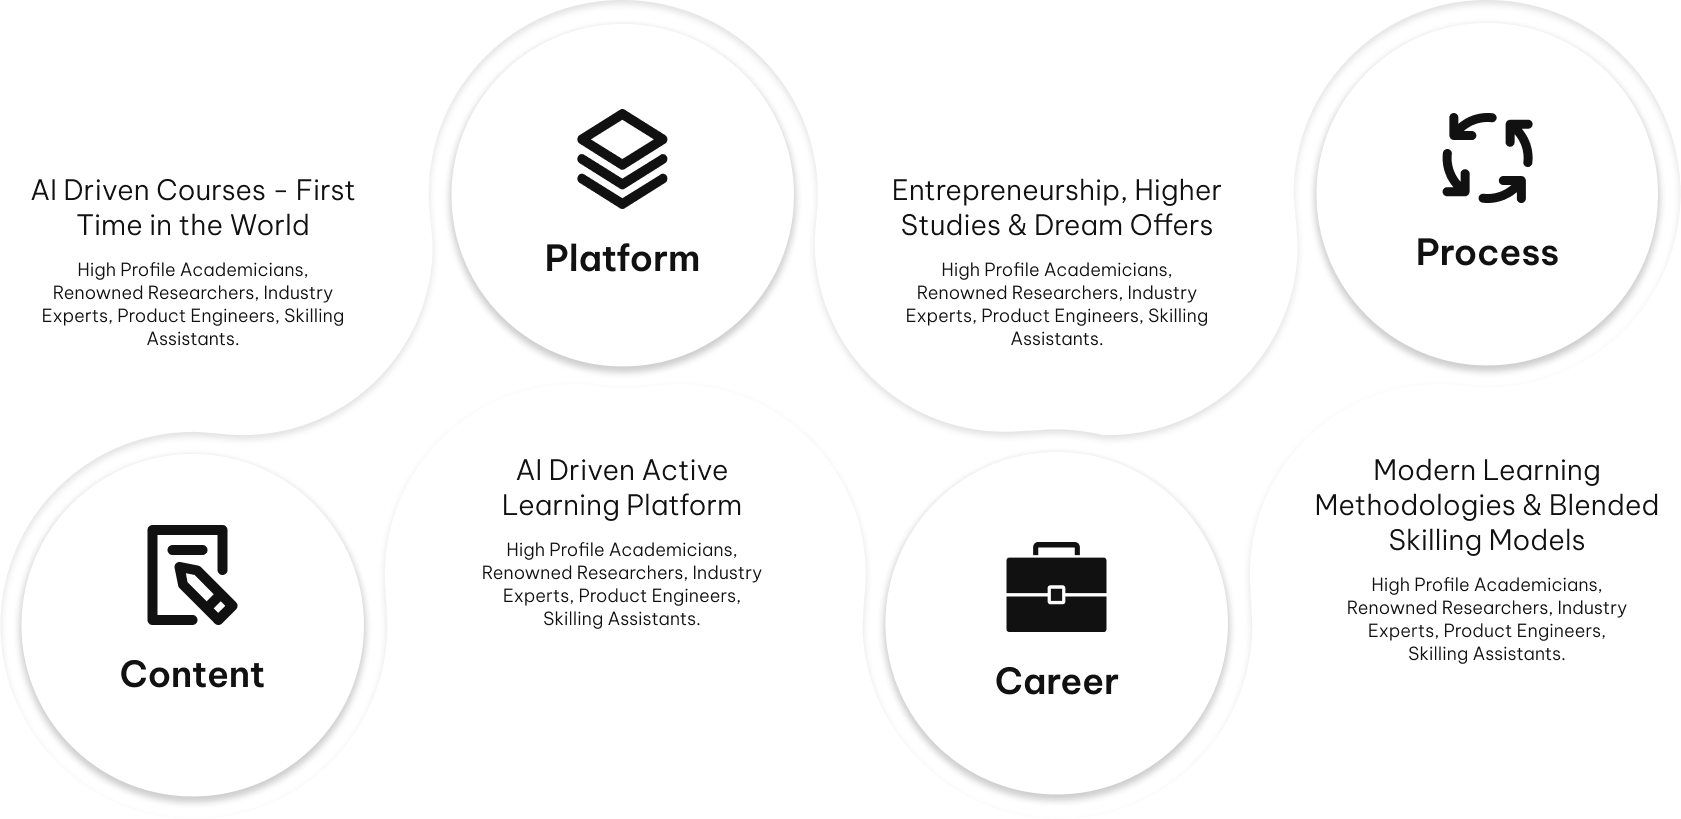 AI Driven Courses - First
Time in the World
High Profile Academicians,
Renowned Researchers, Industry
Experts, Product Engineers, Skilling
Assistants.
Content
Platform
AI Driven Active
Learning Platform
High Profile Academicians,
Renowned Researchers, Industry
Experts, Product Engineers,
Skilling Assistants.
Entrepreneurship, Higher
Studies & Dream Offers
High Profile Academicians,
Renowned Researchers, Industry
Experts, Product Engineers, Skilling
Assistants.
Career
Process
Modern Learning
Methodologies & Blended
Skilling Models
High Profile Academicians,
Renowned Researchers, Industry
Experts, Product Engineers,
Skilling Assistants.